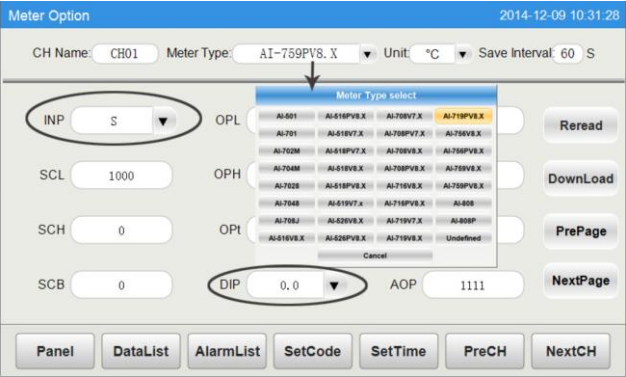 Meter Option 2014-12-09 10:31:28
CH Name: CH01 Meter Type: AI-759PV8.X Unit: °C Save Interval: 60 S
Meter Type select
AI-501 AI-516PV8.X AI-708V7.X AI-719PV8.X
AI-701 AI-518V7.X AI-708PV7.X AI-756V8.X
AI-702M AI-518PV7.X AI-708V8.X AI-756PV8.X
AI-704M AI-518V8.X AI-708PV8.X AI-759V8.X
AI-7028 AI-518PV8.X AI-716V8.X AI-759PV8.X
AI-7048 AI-519V7.x AI-716PV8.X AI-808
AI-708J AI-526V8.X AI-719V7.X AI-808P
AI-516V8.X AI-526PV8.X AI-719V8.X Undefined
Cancel
INP S OPL Reread
SCL 1000 OPH DownLoad
SCH 0 OPt PrePage
SCB 0 DIP 0.0 AOP 1111 NextPage
Panel DataList AlarmList SetCode SetTime PreCH NextCH